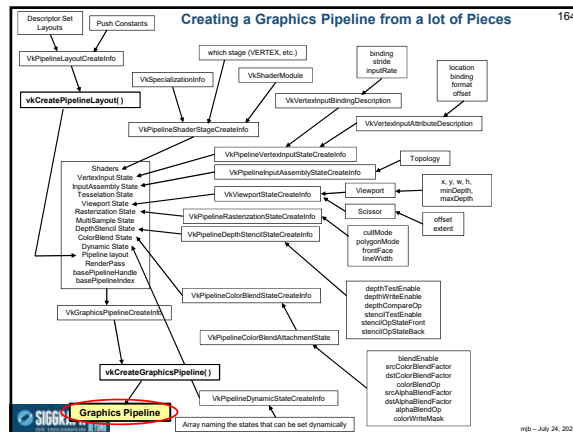 Creating a Graphics Pipeline from a lot of Pieces
164
Descriptor Set
Layouts
Push Constants
VkPipelineLayoutCreateInfo
vkCreatePipelineLayout( )
which stage (VERTEX, etc.)
VkSpecializationInfo
VkShaderModule
VkPipelineShaderStageCreateInfo
binding
stride
inputRate
VkVertexInputBindingDescription
location
binding
format
offset
VkVertexInputAttributeDescription
VkPipelineVertexInputStateCreateInfo
Topology
VkPipelineInputAssemblyStateCreateInfo
Shaders
VertexInput State
InputAssembly State
Tesselation State
Viewport State
Rasterization State
MultiSample State
DepthStencil State
ColorBlend State
Dynamic State
Pipeline layout
RenderPass
basePipelineHandle
basePipelineIndex
VkViewportStateCreateInfo
Viewport
x, y, w, h,
minDepth,
maxDepth
Scissor
offset
extent
VkPipelineRasterizationStateCreateInfo
cullMode
polygonMode
frontFace
lineWidth
VkPipelineDepthStencilStateCreateInfo
depthTestEnable
depthWriteEnable
depthCompareOp
stencilTestEnable
stencilOpStateFront
stencilOpStateBack
VkPipelineColorBlendStateCreateInfo
VkGraphicsPipelineCreateInfo
VkPipelineColorBlendAttachmentState
blendEnable
srcColorBlendFactor
dstColorBlendFactor
colorBlendOp
srcAlphaBlendFactor
dstAlphaBlendFactor
alphaBlendOp
colorWriteMask
vkCreateGraphicsPipeline( )
VkPipelineDynamicStateCreateInfo
Graphics Pipeline
Array naming the states that can be set dynamically
mjb – July 24, 2020